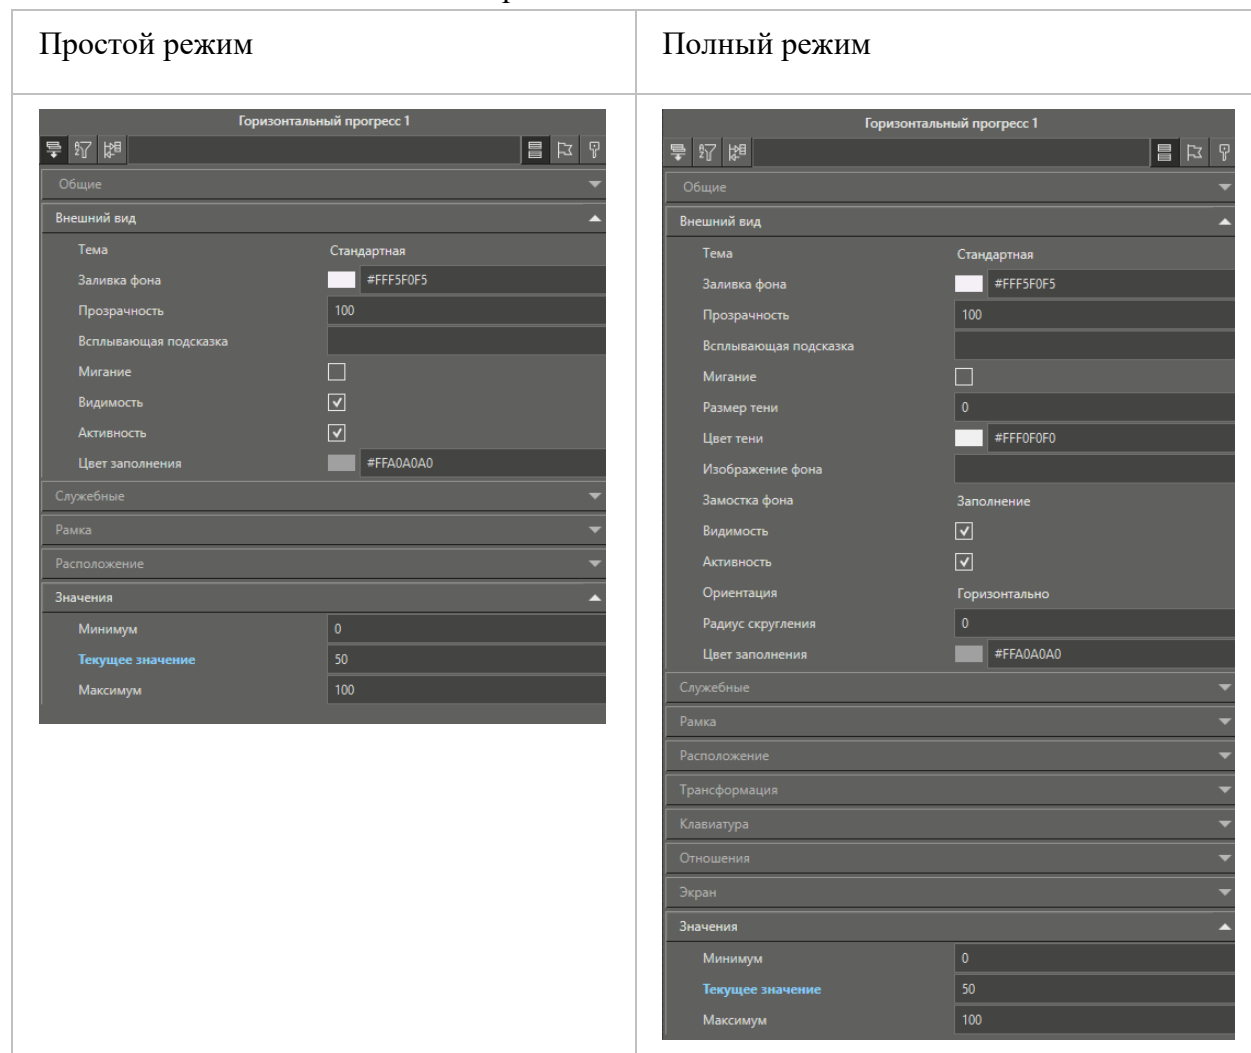 Простой режим
Полный режим
Горизонтальный прогресс 1
Общие
Внешний вид
Тема Стандартная
Заливка фона #FFF5F0F5
Прозрачность 100
Всплывающая подсказка
Мигание
Видимость
Активность
Цвет заполнения #FFA0A0A0
Служебные
Рамка
Расположение
Значения
Минимум 0
Текущее значение 50
Максимум 100
Горизонтальный прогресс 1
Общие
Внешний вид
Тема Стандартная
Заливка фона #FFF5F0F5
Прозрачность 100
Всплывающая подсказка
Мигание
Размер тени 0
Цвет тени #FFF0F0F0
Изображение фона
Замостка фона Заполнение
Видимость
Активность
Ориентация Горизонтально
Радиус скругления 0
Цвет заполнения #FFA0A0A0
Служебные
Рамка
Расположение
Трансформация
Клавиатура
Отношения
Экран
Значения
Минимум 0
Текущее значение 50
Максимум 100